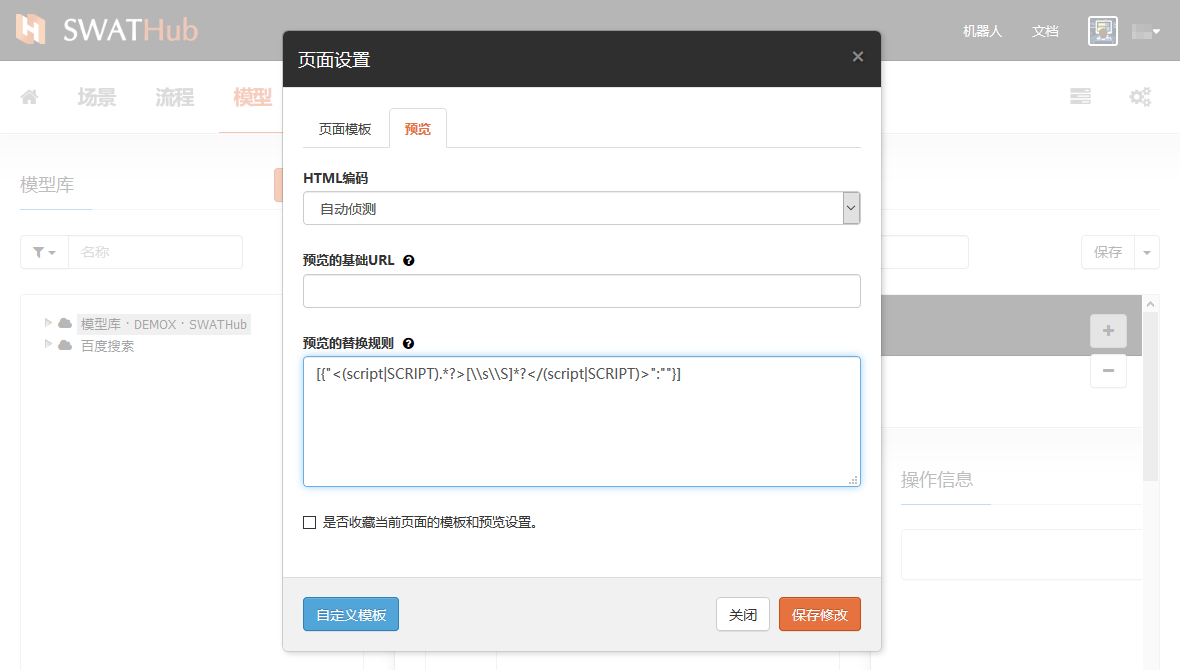 SWATHub
机器人 文档
页面设置 ×
场景 流程 模型
页面模板 预览
模型库
HTML编码
自动侦测
名称
保存
预览的基础URL
模型库・DEMOX・SWATHub
百度搜索
预览的替换规则
[{"<(script|SCRIPT).*?>[\\s\\S]*?</(script|SCRIPT)>":""}]
操作信息
是否收藏当前页面的模板和预览设置。
自定义模板 关闭 保存修改